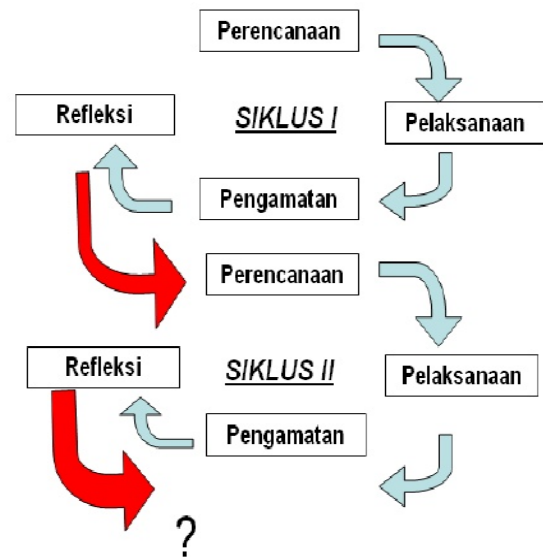 Perencanaan
Refleksi
SIKLUS I
Pelaksanaan
Pengamatan
Perencanaan
Refleksi
SIKLUS II
Pelaksanaan
Pengamatan
?